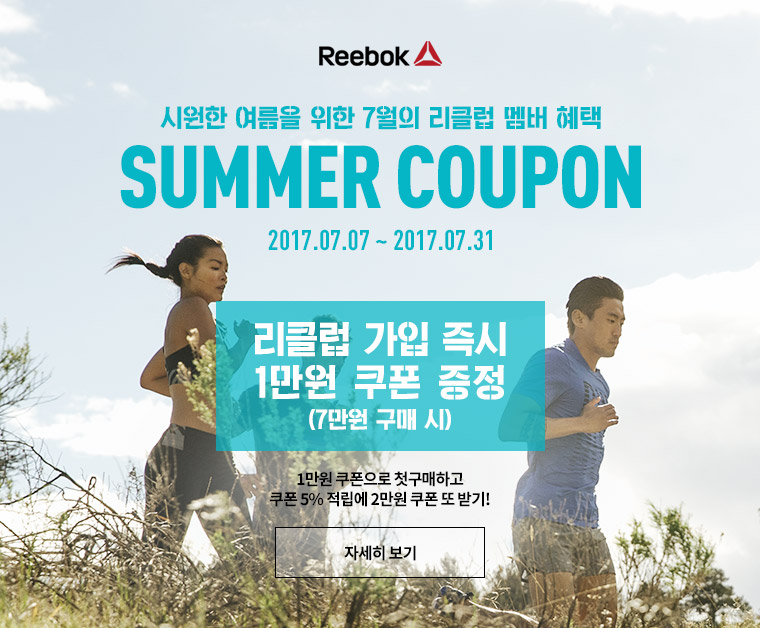 Reebok
시원한 여름을 위한 7월의 리클럽 멤버 혜택
SUMMER COUPON
2017.07.07 ~ 2017.07.31
리클럽 가입 즉시
1만원 쿠폰 증정
(7만원 구매 시)
1만원 쿠폰으로 첫구매하고
쿠폰 5% 적립에 2만원 쿠폰 또 받기!
자세히 보기